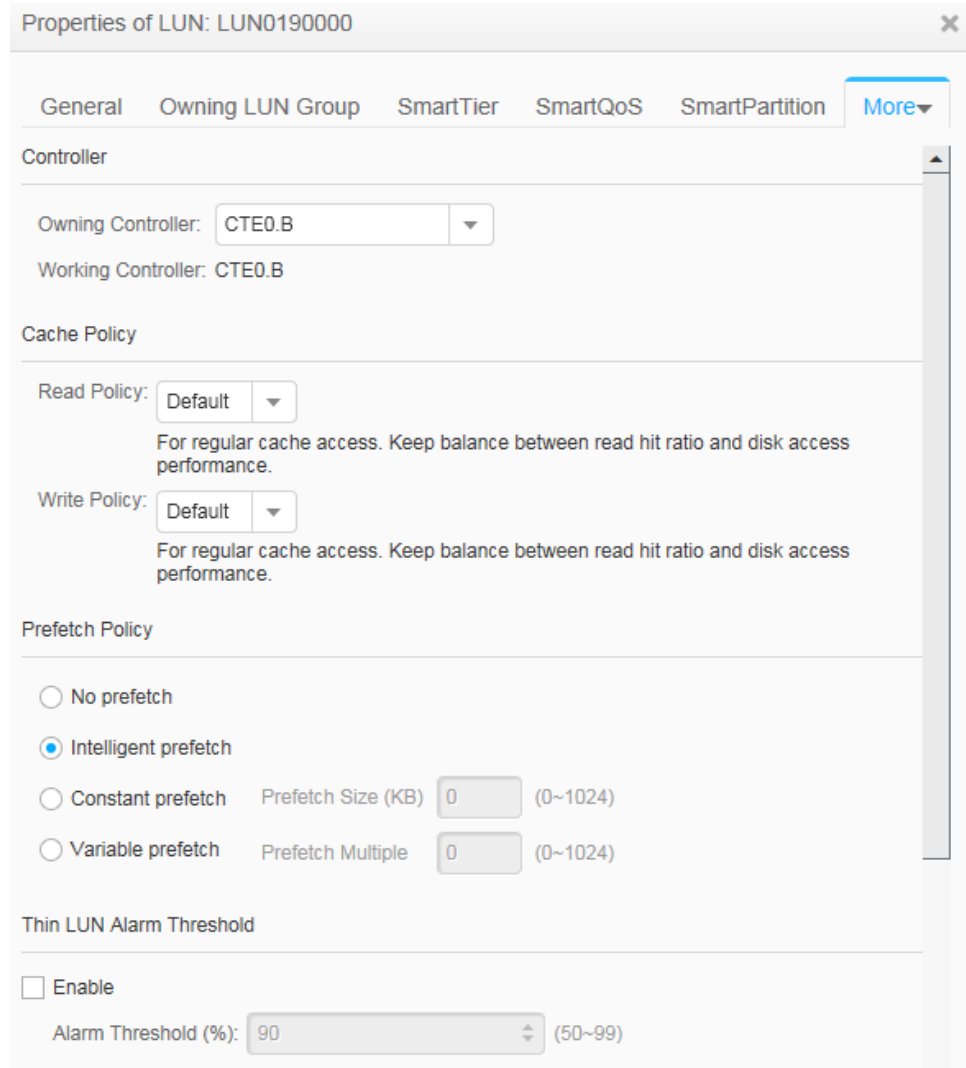 Properties of LUN: LUN0190000
General Owning LUN Group SmartTier SmartQoS SmartPartition More
Controller
Owning Controller: CTE0.B
Working Controller: CTE0.B
Cache Policy
Read Policy: Default
For regular cache access. Keep balance between read hit ratio and disk access
performance.
Write Policy: Default
For regular cache access. Keep balance between read hit ratio and disk access
performance.
Prefetch Policy
No prefetch
Intelligent prefetch
Constant prefetch Prefetch Size (KB) 0 (0~1024)
Variable prefetch Prefetch Multiple 0 (0~1024)
Thin LUN Alarm Threshold
Enable
Alarm Threshold (%): 90 (50~99)